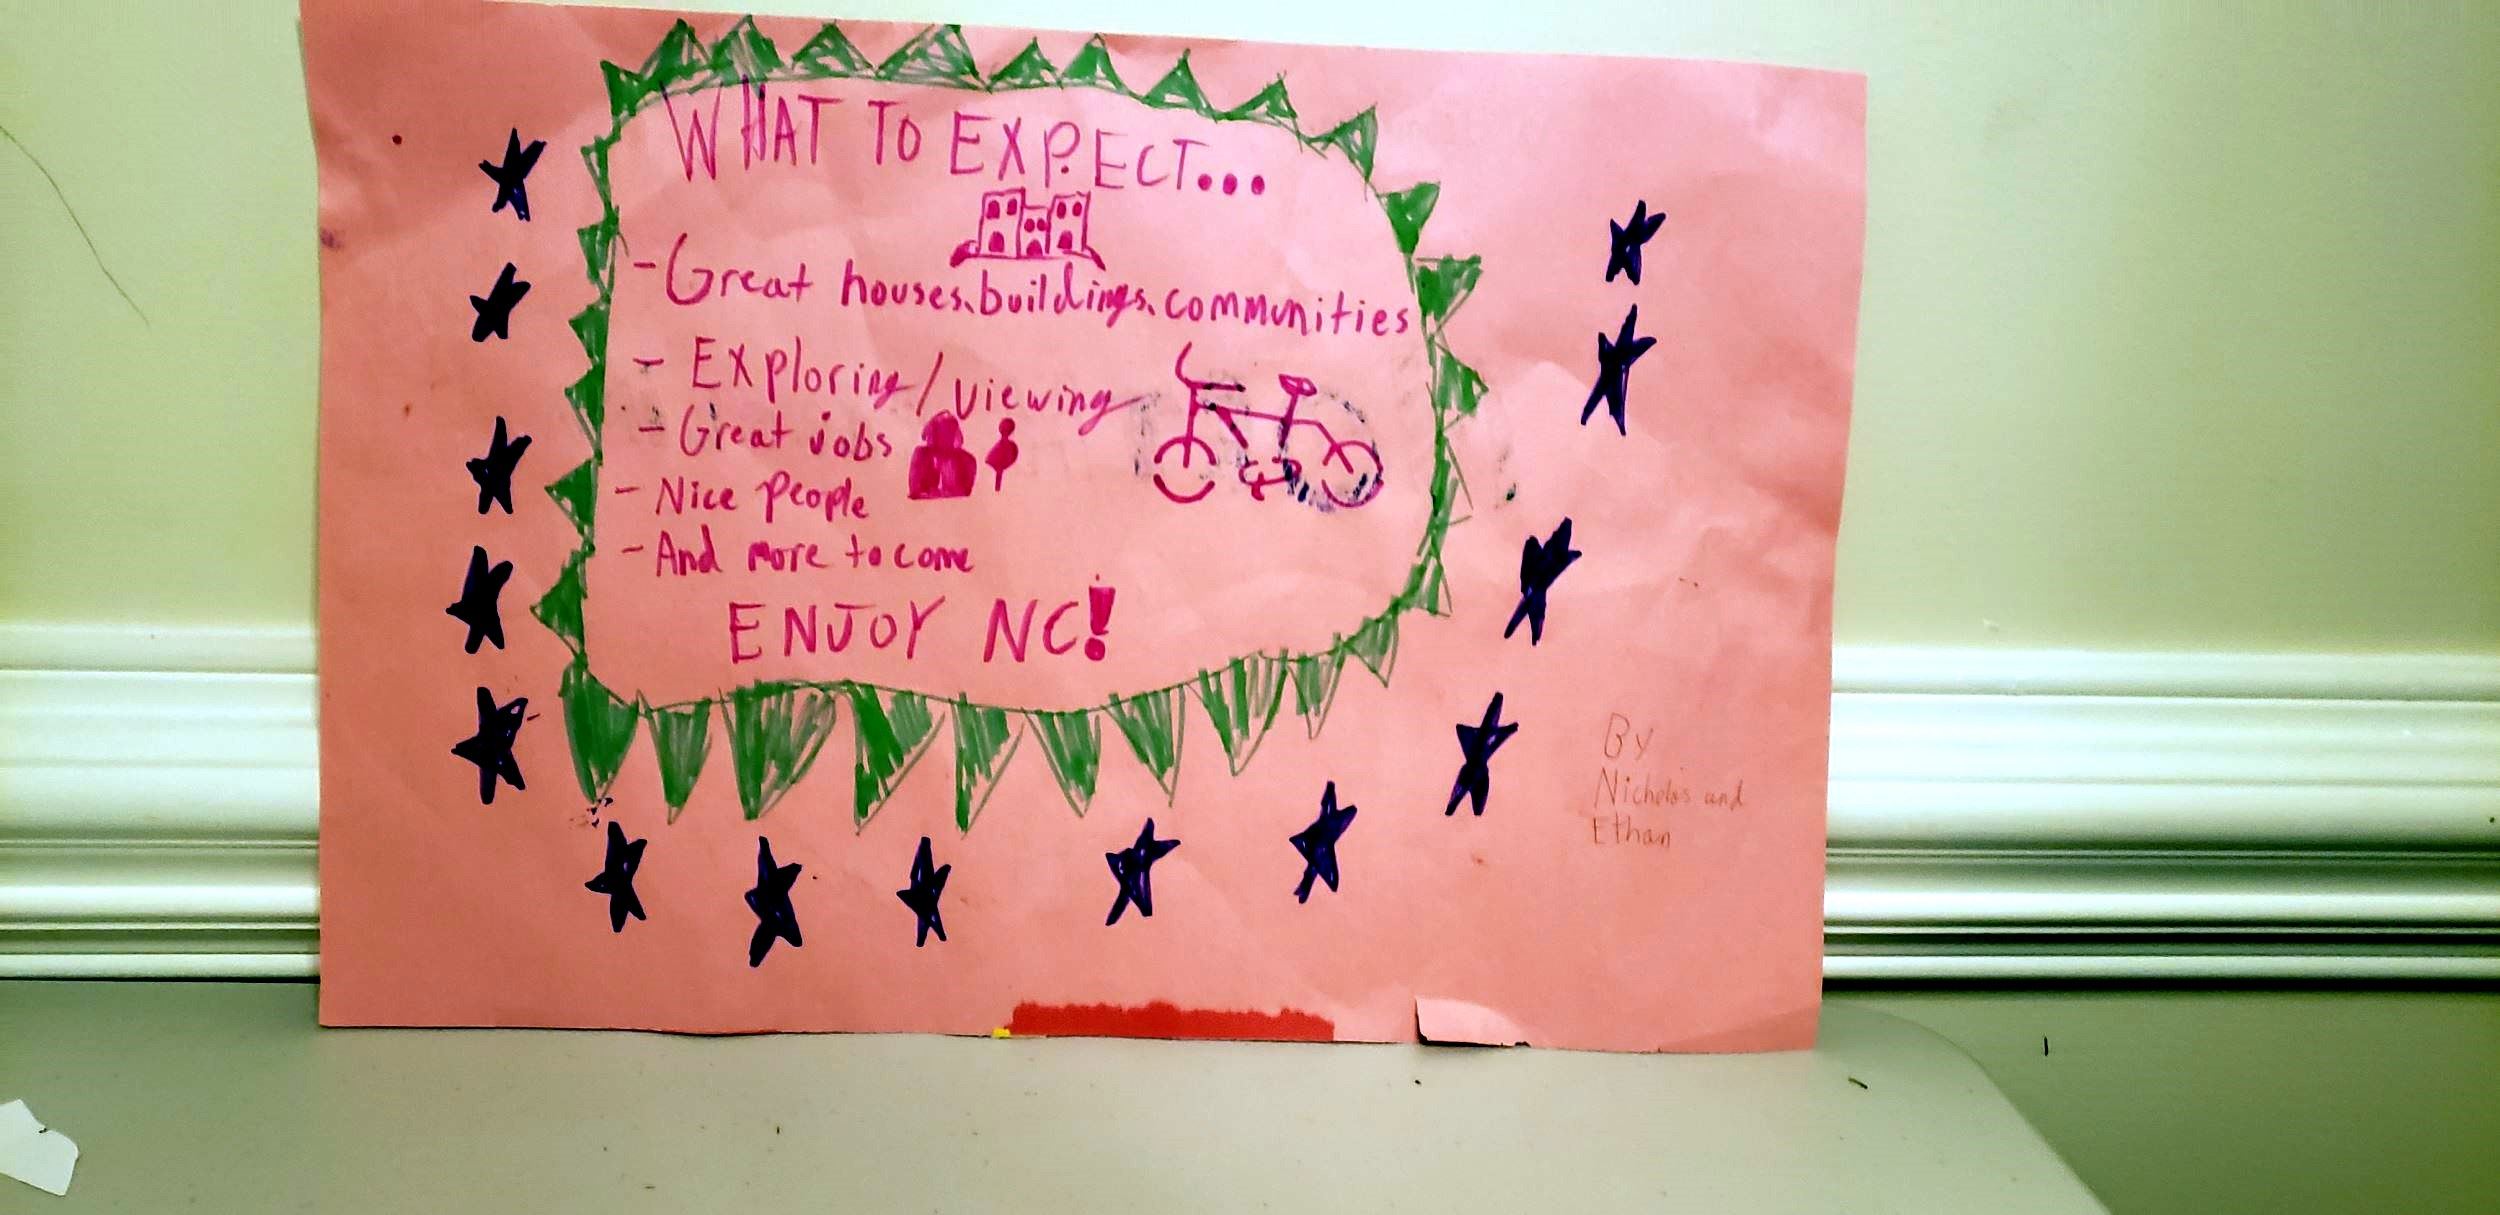 WHAT TO EXPECT...
- Great houses, buildings, communities
- Exploring/viewing
- Great jobs
- Nice people
- And more to come
ENJOY NC!
By
Nicholas and
Ethan